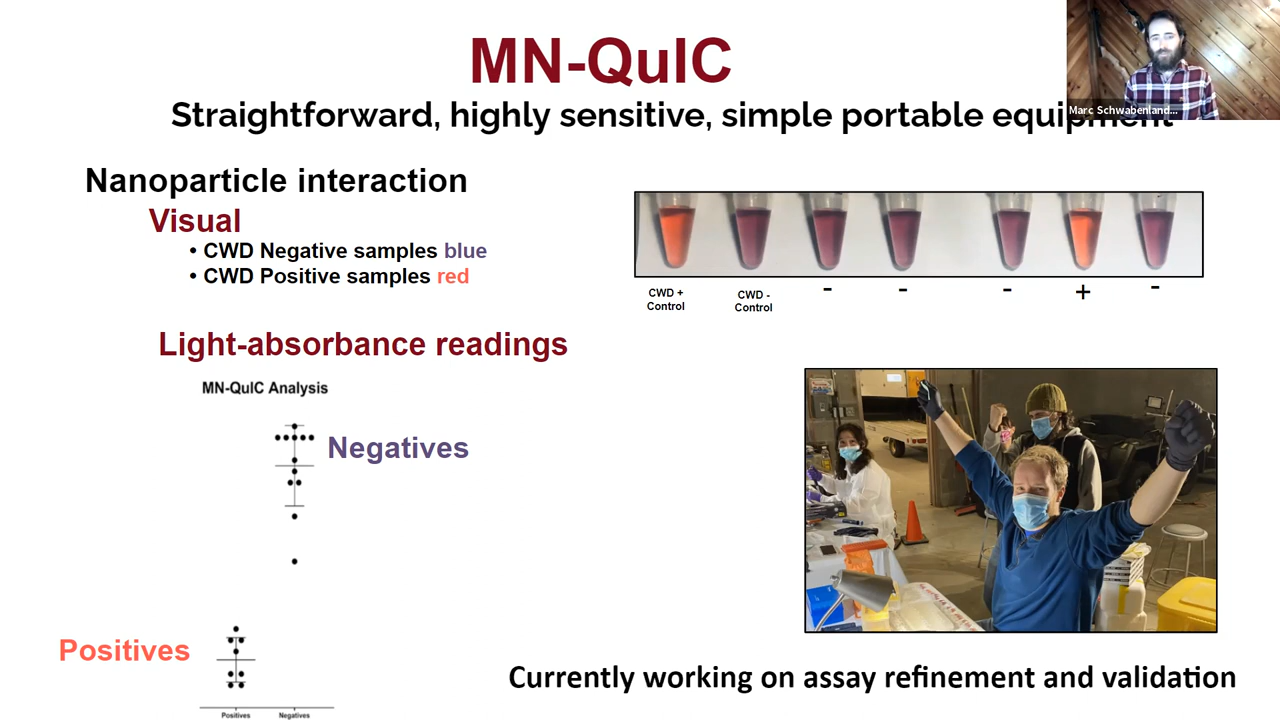 MN-QuIC
Straightforward, highly sensitive, simple portable equipment
Marc Schwabenland...
Nanoparticle interaction
Visual
• CWD Negative samples blue
• CWD Positive samples red
CWD + Control
CWD - Control
-
-
-
+
-
Light-absorbance readings
MN-QuIC Analysis
Negatives
Positives
Positives
Negatives
Currently working on assay refinement and validation